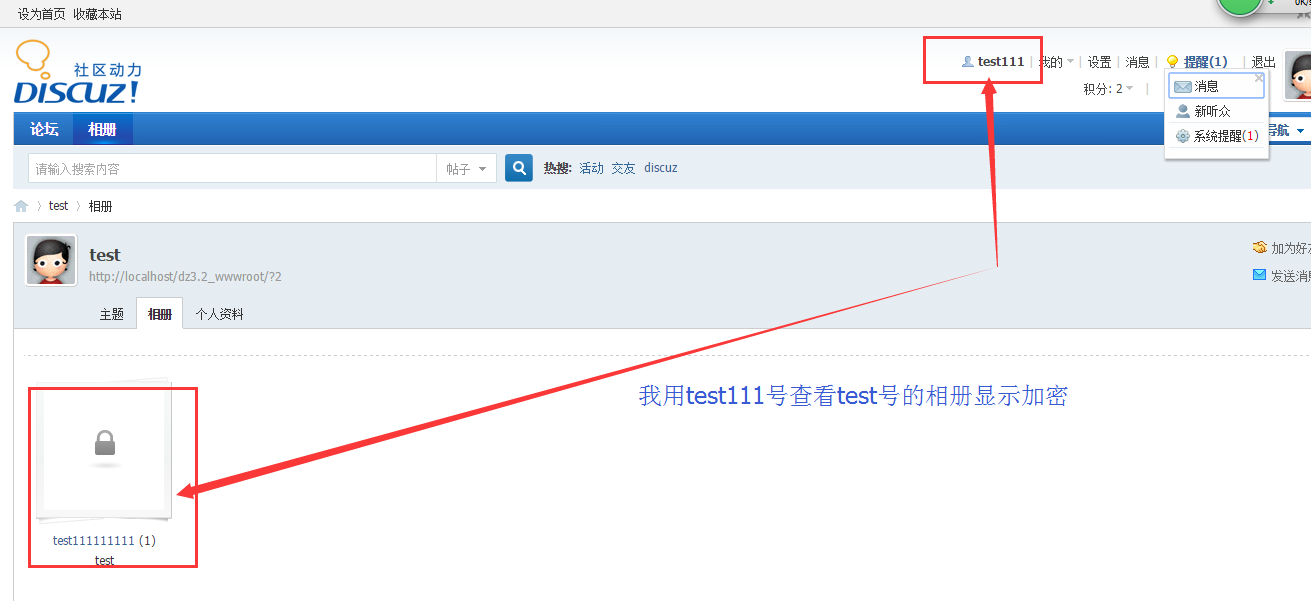 设为首页 收藏本站
0K/
社区动力
DISCUZ!
test111 我的 设置 消息 提醒(1) 退出
积分: 2
消息
新听众
系统提醒(1)
论坛 相册 导航
请输入搜索内容 帖子 热搜: 活动 交友 discuz
test 相册
test
http://localhost/dz3.2_wwwroot/?2
加为好友
发送消息
主题 相册 个人资料
我用test111号查看test号的相册显示加密
test111111111 (1)
test